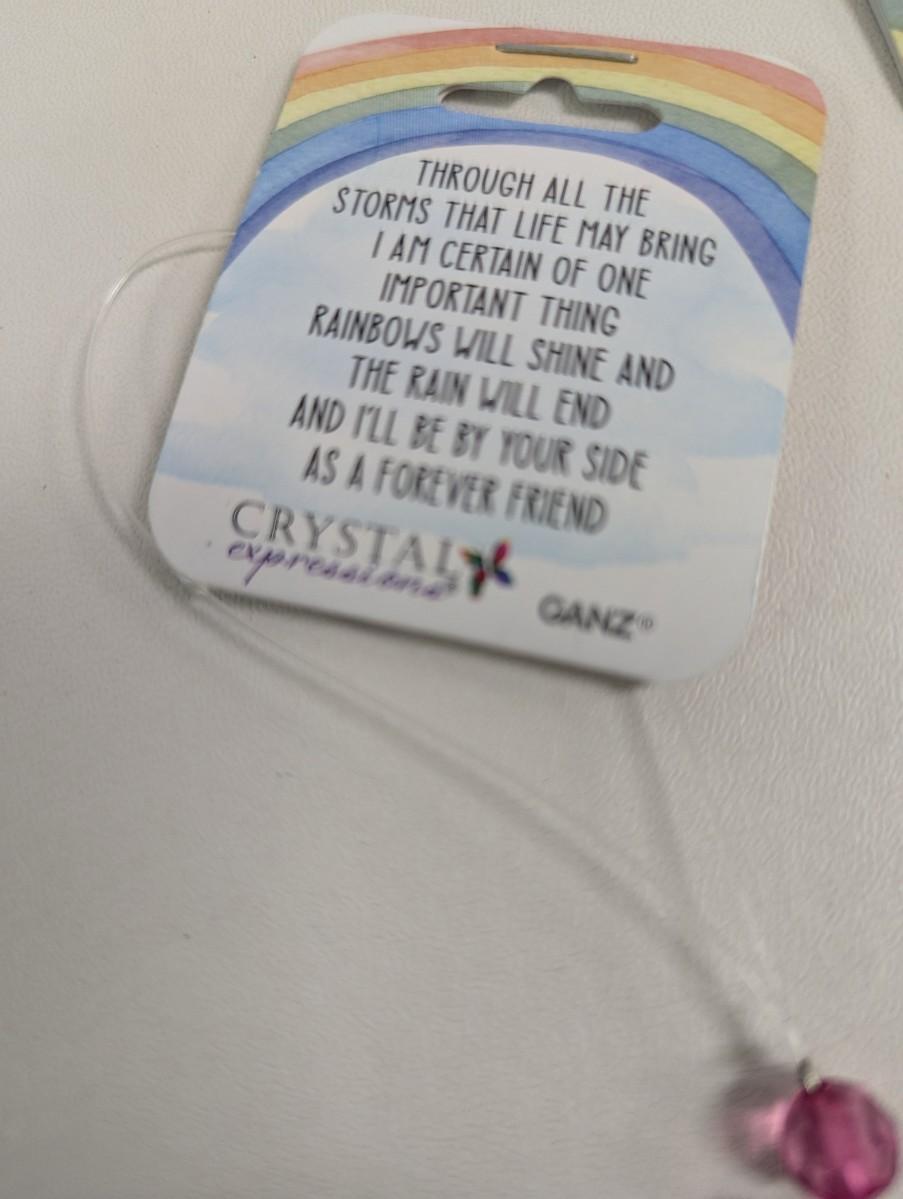 THROUGH ALL THE
STORMS THAT LIFE MAY BRING
I AM CERTAIN OF ONE
IMPORTANT THING
RAINBOWS WILL SHINE AND
THE RAIN WILL END
AND I'LL BE BY YOUR SIDE
AS A FOREVER FRIEND
CRYSTAL
expressions®
GANZ®